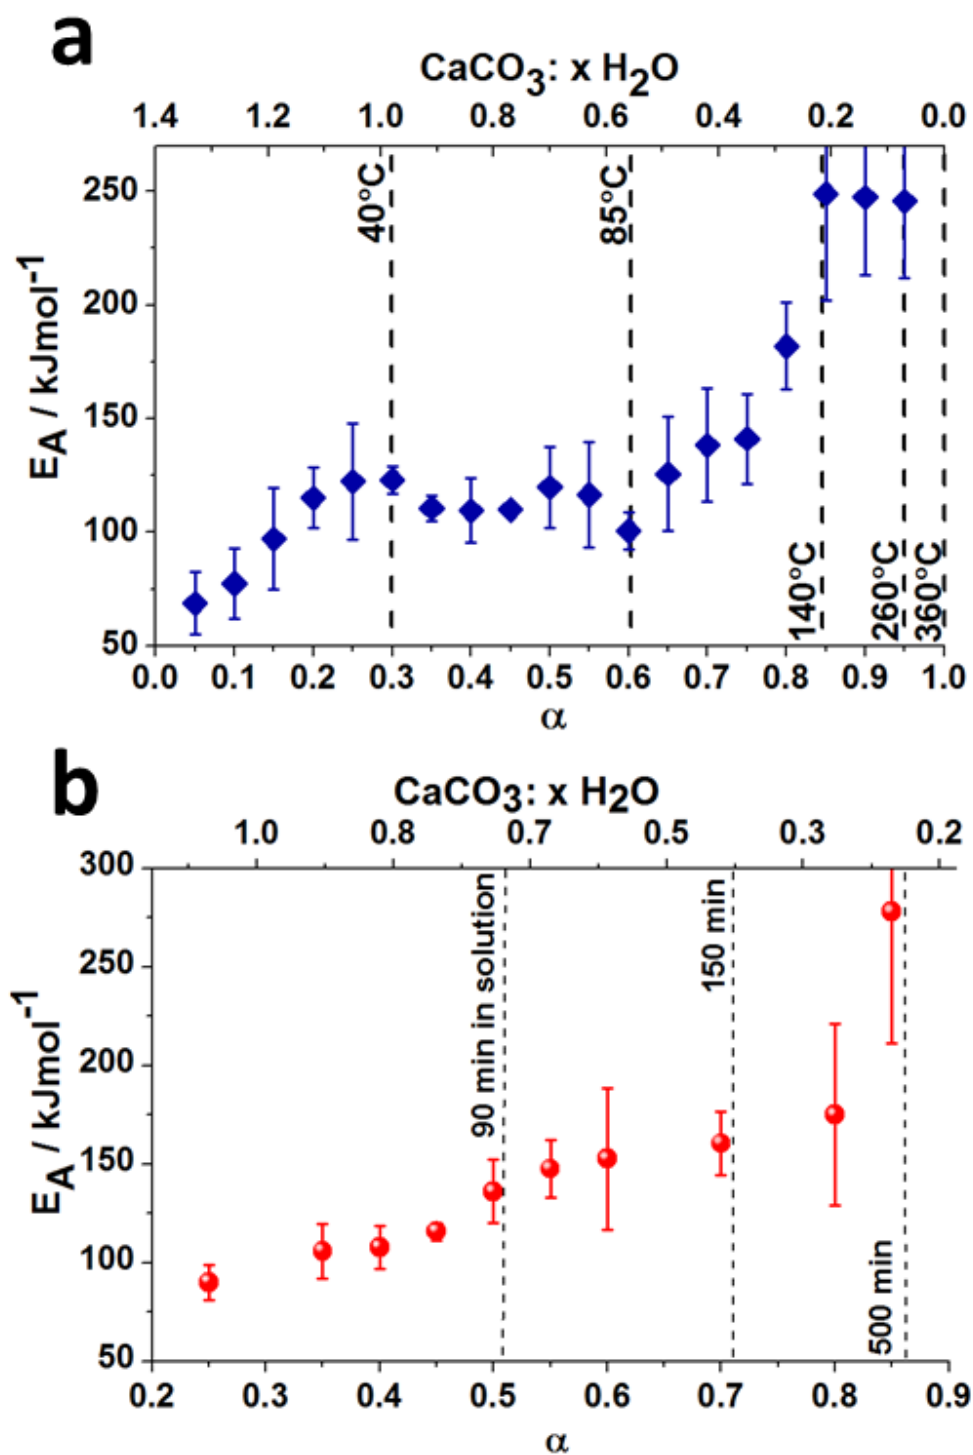 a
CaCO3: x H2O
1.4 1.2 1.0 0.8 0.6 0.4 0.2 0.0
250
200
150
100
50
EA / kJmol-1
40°C
85°C
140°C
260°C
360°C
0.0 0.1 0.2 0.3 0.4 0.5 0.6 0.7 0.8 0.9 1.0
α
b
CaCO3: x H2O
1.0 0.8 0.7 0.5 0.3 0.2
300
250
200
150
100
50
EA / kJmol-1
90 min in solution
150 min
500 min
0.2 0.3 0.4 0.5 0.6 0.7 0.8 0.9
α